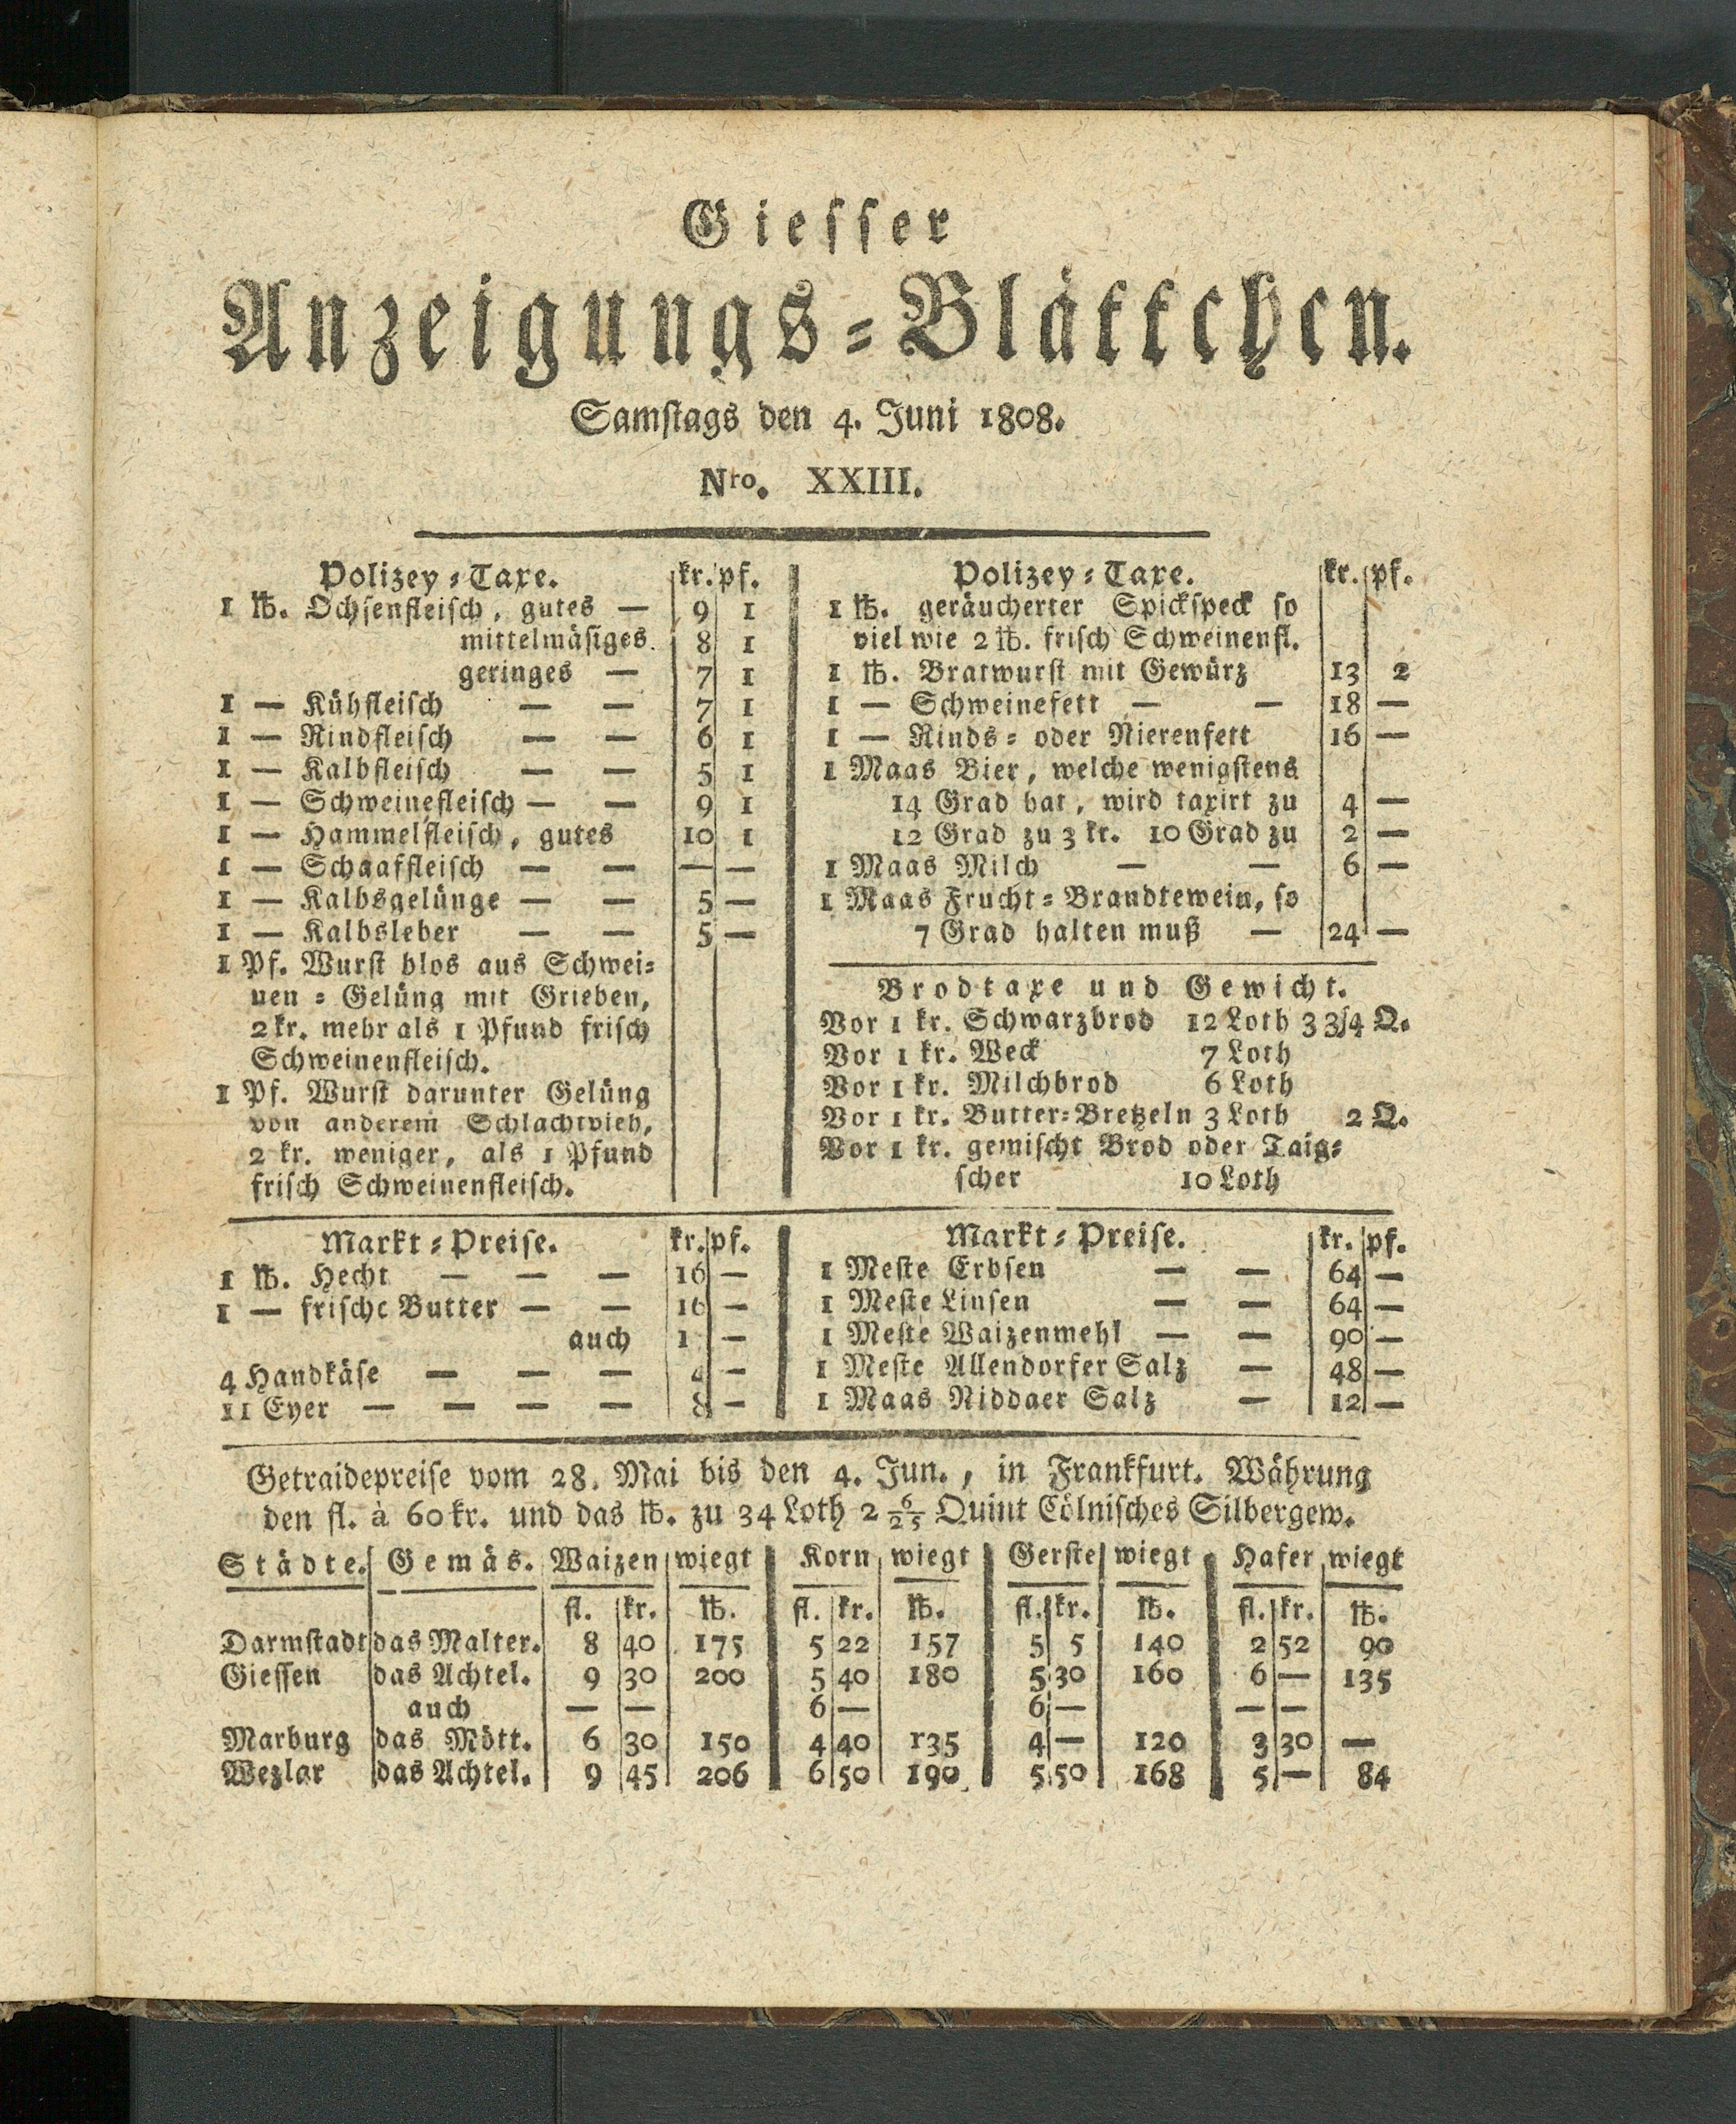 Giesser
Anzeigungs-Blättchen.
Samstags den 4. Juni 1808.
Nro. XXIII.
Polizey-Taxe. kr. pf.
1 ℔. Ochsenfleisch, gutes — 9 1
mittelmäsiges. 8 1
geringes — 7 1
1 — Kühfleisch — — 7 1
1 — Rindfleisch — — 6 1
1 — Kalbfleisch — — 5 1
1 — Schweinefleisch — — 9 1
1 — Hammelfleisch, gutes 10 1
1 — Schaaffleisch — — — —
1 — Kalbsgelünge — — 5 —
1 — Kalbsleber — — 5 —
1 Pf. Wurst blos aus Schwei-
nen-Gelüng mit Grieben,
2 kr. mehr als 1 Pfund frisch
Schweinenfleisch.
1 Pf. Wurst darunter Gelüng
von anderem Schlachtvieh,
2 kr. weniger, als 1 Pfund
frisch Schweinenfleisch.
Polizey-Taxe. kr. pf.
1 ℔. geräucherter Spickspeck so
viel wie 2 ℔. frisch Schweinenfl.
1 ℔. Bratwurst mit Gewürz 13 2
1 — Schweinefett — — 18 —
1 — Rinds- oder Nierenfett 16 —
1 Maas Bier, welche wenigstens
14 Grad hat, wird taxirt zu 4 —
12 Grad zu 3 kr. 10 Grad zu 2 —
1 Maas Milch — — 6 —
1 Maas Frucht-Brandtewein, so
7 Grad halten muß — 24 —
Brodtaxe und Gewicht.
Vor 1 kr. Schwarzbrod 12 Loth 3 3/4 Q.
Vor 1 kr. Weck 7 Loth
Vor 1 kr. Milchbrod 6 Loth
Vor 1 kr. Butter-Bretzeln 3 Loth 2 Q.
Vor 1 kr. gemischt Brod oder Taig-
scher 10 Loth
Markt-Preise. kr. pf.
1 ℔. Hecht — — — 16 —
1 — frische Butter — — 16 —
auch —
4 Handkäse — — — 4 —
11 Eyer — — — — 8 —
Markt-Preise. kr. pf.
1 Meste Erbsen — — 64 —
1 Meste Linsen — — 64 —
1 Meste Waizenmehl — — 90 —
1 Meste Allendorfer Salz — 48 —
1 Maas Niddaer Salz — 12 —
Getraidepreise vom 28. Mai bis den 4. Jun., in Frankfurt. Währung
den fl. à 60 kr. und das ℔. zu 34 Loth 2 6/25 Quint Cölnisches Silbergew.
Städte. Gemäs. Waizen wiegt Korn wiegt Gerste wiegt Hafer wiegt
fl. kr. ℔. fl. kr. ℔. fl. kr. ℔. fl. kr. ℔.
Darmstadt das Malter. 8 40 175 5 22 157 5 5 140 2 52 90
Giessen das Achtel. 9 30 200 5 40 180 5 30 160 6 — 135
auch — — 6 — 6 — — —
Marburg das Mött. 6 30 150 4 40 135 4 — 120 3 30 —
Wezlar das Achtel. 9 45 206 6 50 190 5 50 168 5 — 84